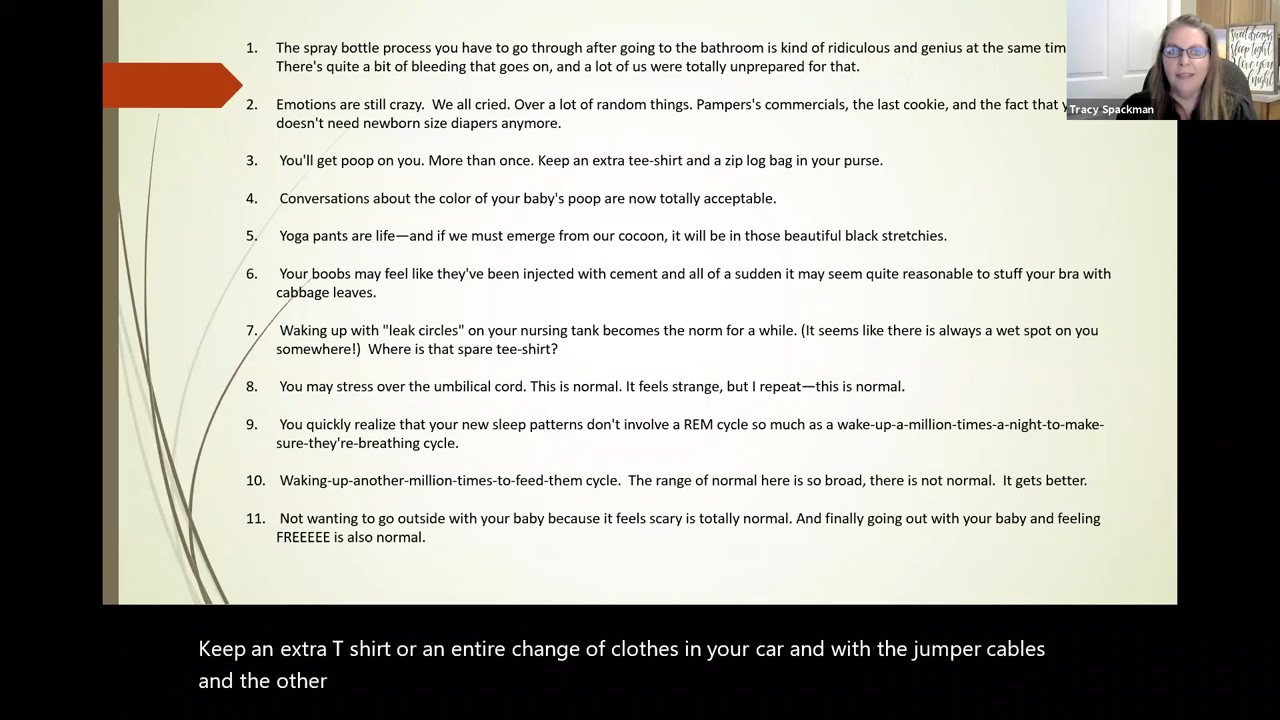 1. The spray bottle process you have to go through after going to the bathroom is kind of ridiculous and genius at the same tim
There's quite a bit of bleeding that goes on, and a lot of us were totally unprepared for that.
2. Emotions are still crazy.  We all cried. Over a lot of random things. Pampers's commercials, the last cookie, and the fact that y
doesn't need newborn size diapers anymore.
3. You'll get poop on you. More than once. Keep an extra tee-shirt and a zip log bag in your purse.
4. Conversations about the color of your baby's poop are now totally acceptable.
5. Yoga pants are life—and if we must emerge from our cocoon, it will be in those beautiful black stretchies.
6. Your boobs may feel like they've been injected with cement and all of a sudden it may seem quite reasonable to stuff your bra with
cabbage leaves.
7. Waking up with "leak circles" on your nursing tank becomes the norm for a while. (It seems like there is always a wet spot on you
somewhere!)  Where is that spare tee-shirt?
8. You may stress over the umbilical cord. This is normal. It feels strange, but I repeat—this is normal.
9. You quickly realize that your new sleep patterns don't involve a REM cycle so much as a wake-up-a-million-times-a-night-to-make-
sure-they're-breathing cycle.
10. Waking-up-another-million-times-to-feed-them cycle.  The range of normal here is so broad, there is not normal.  It gets better.
11. Not wanting to go outside with your baby because it feels scary is totally normal. And finally going out with your baby and feeling
FREEEEE is also normal.
sweet dreams
sleep tight
love you
night
Tracy Spackman
Keep an extra T shirt or an entire change of clothes in your car and with the jumper cables
and the other